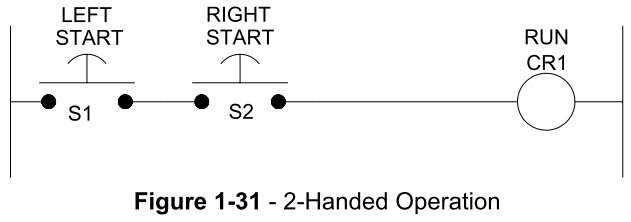 LEFT
START
RIGHT
START
RUN
CR1
S1
S2
Figure 1-31 - 2-Handed Operation